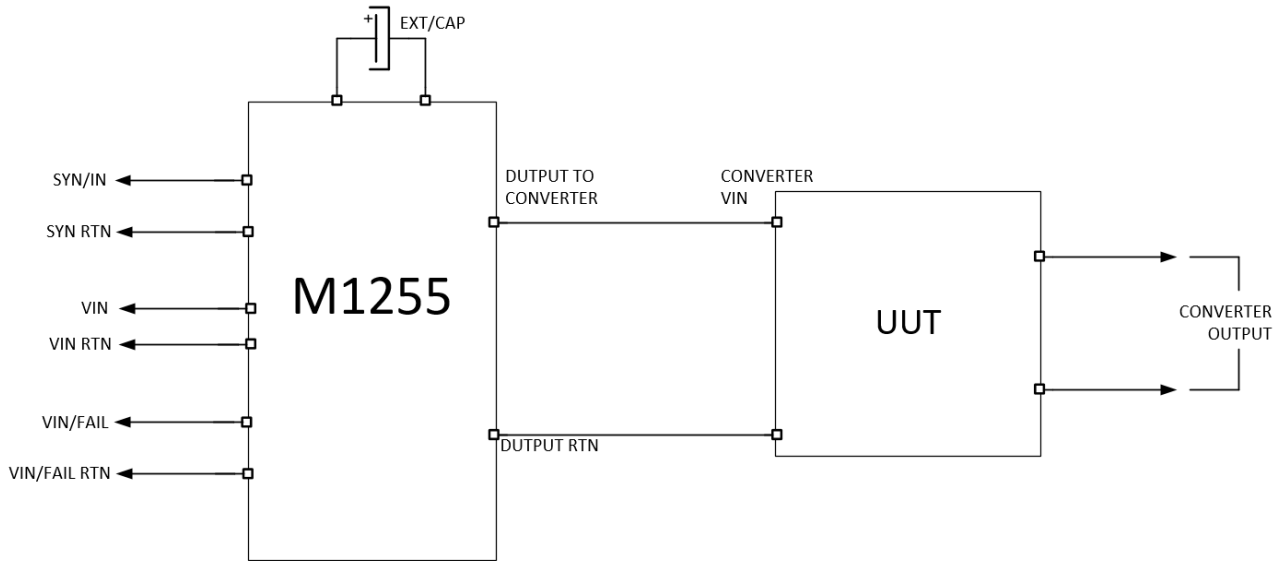 +
EXT/CAP
SYN/IN
SYN RTN
VIN
VIN RTN
VIN/FAIL
VIN/FAIL RTN
M1255
DUTPUT TO
CONVERTER
DUTPUT RTN
CONVERTER
VIN
UUT
CONVERTER
OUTPUT